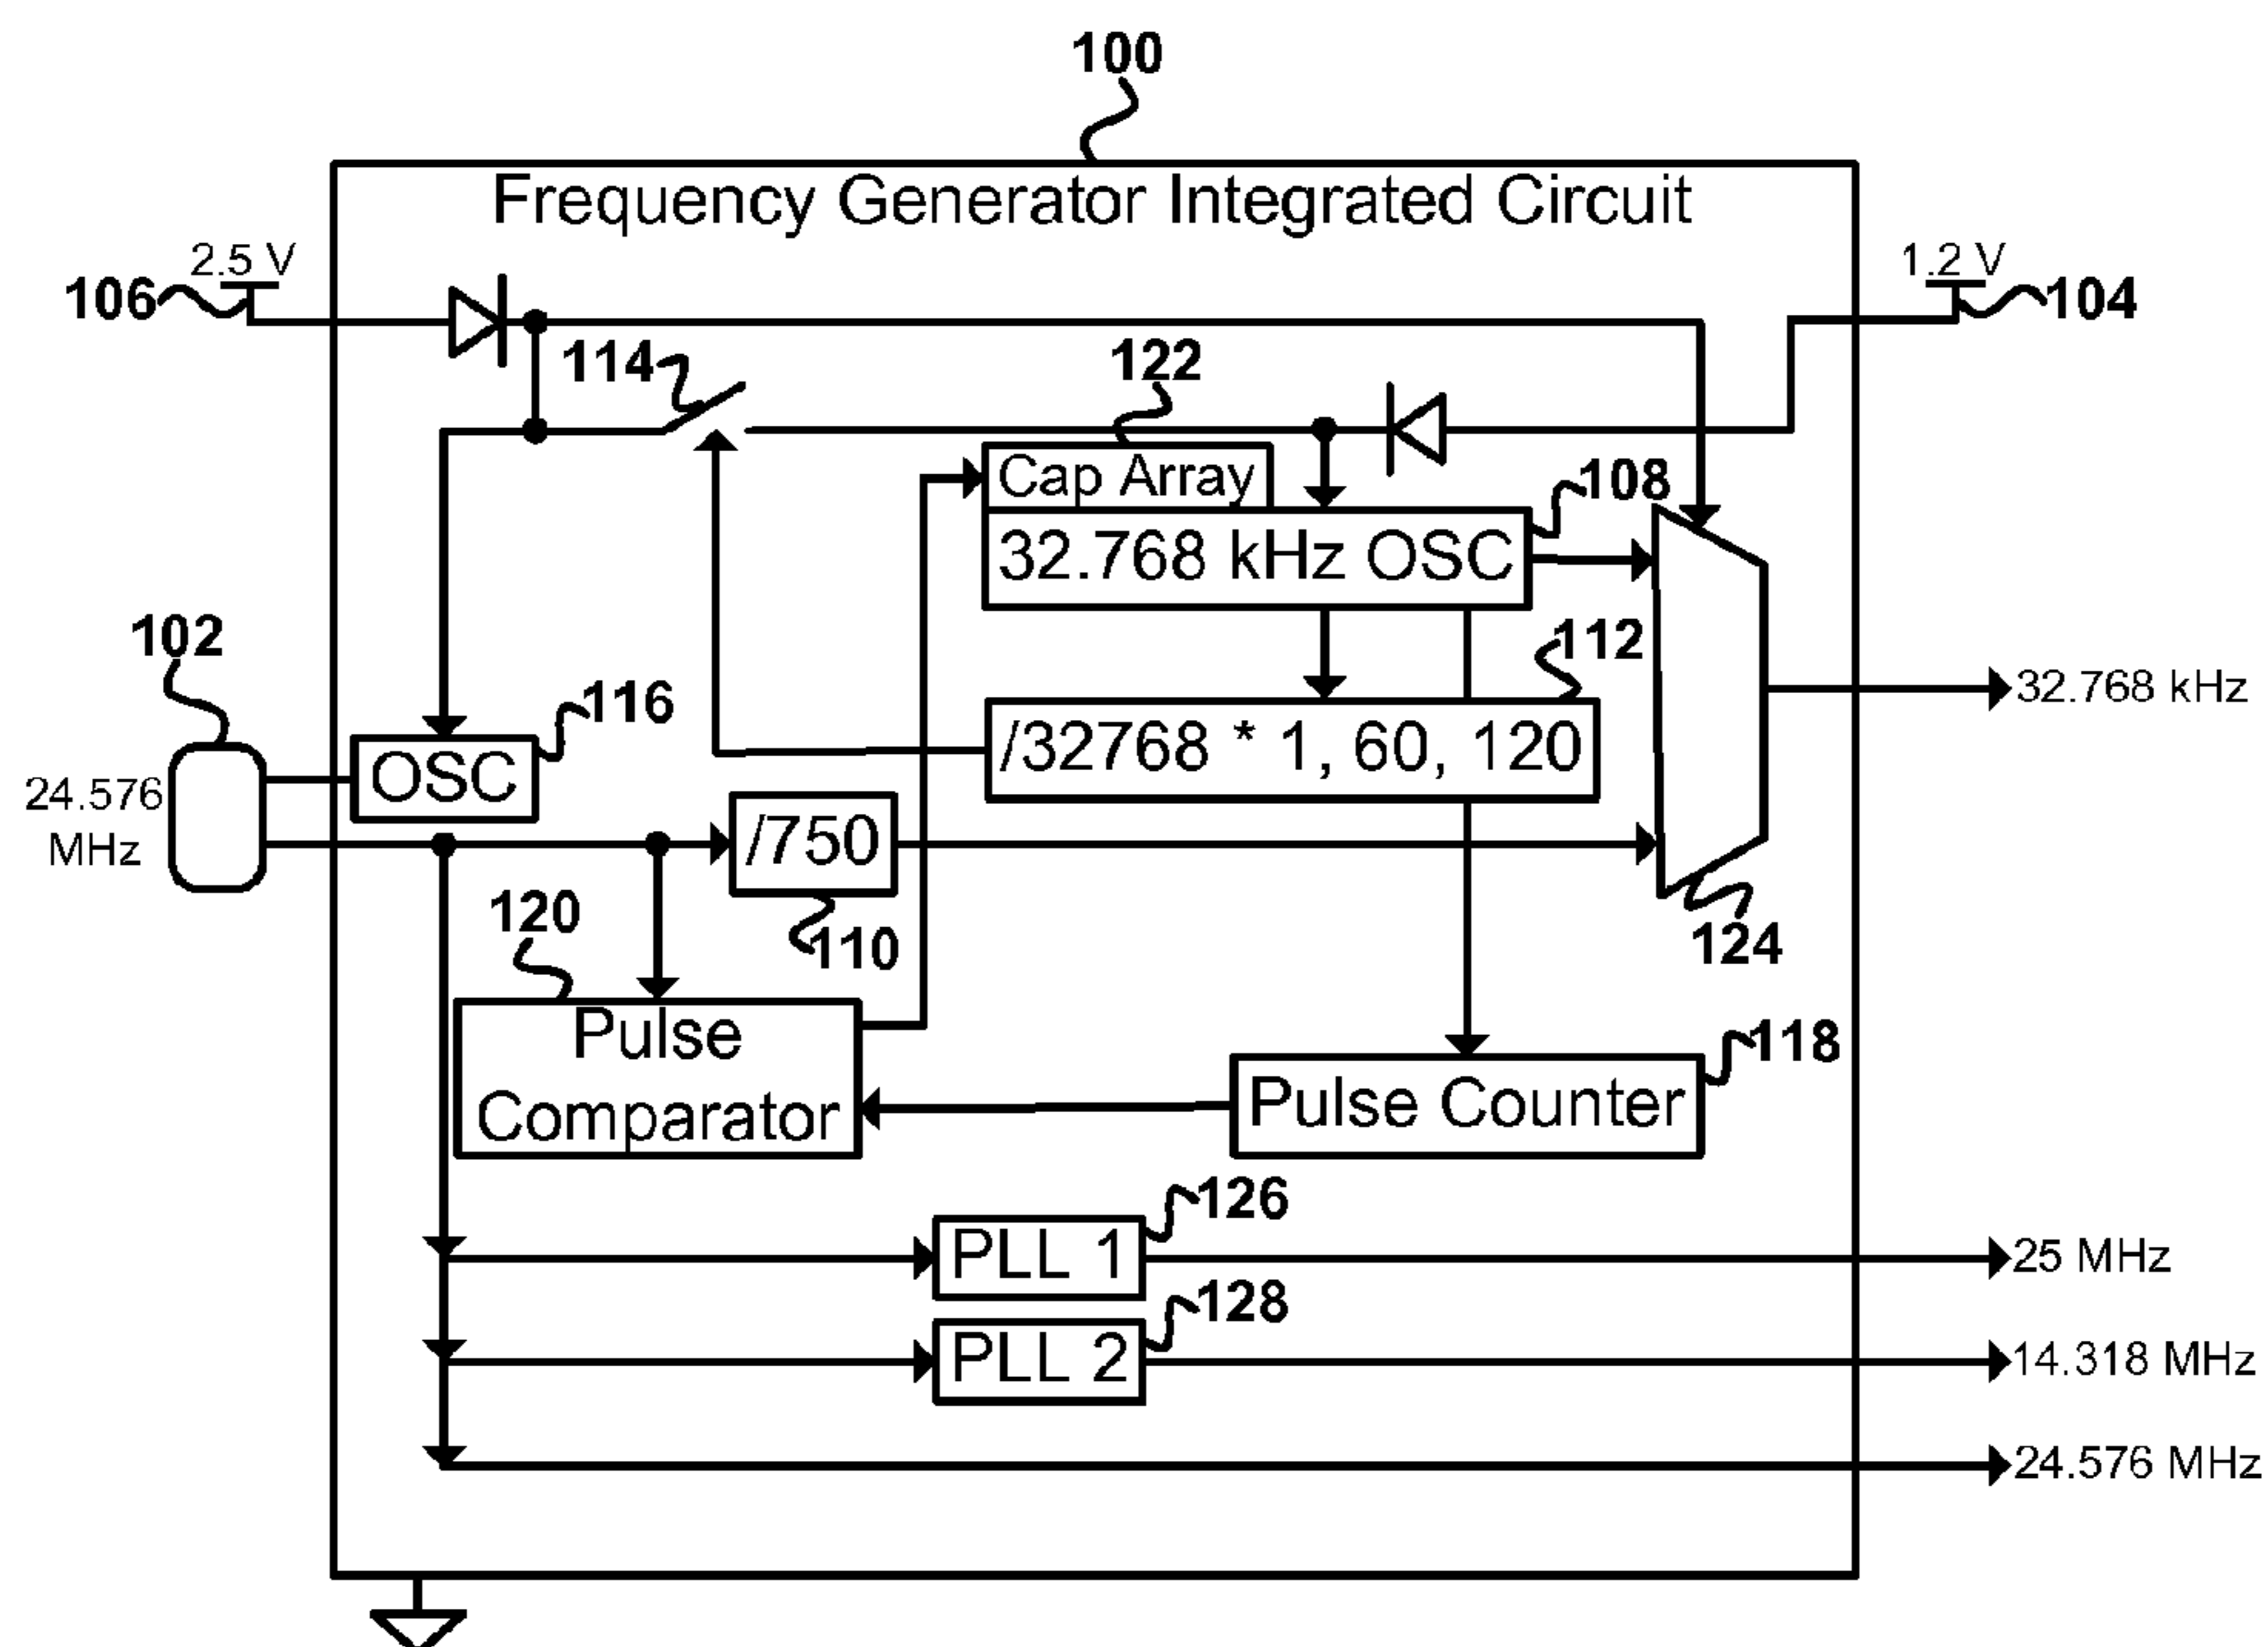 100
Frequency Generator Integrated Circuit
2.5 V
1.2 V
106
104
114
122
Cap Array
108
32.768 kHz OSC
102
112
116
32.768 kHz
/32768 * 1, 60, 120
OSC
24.576
MHz
/750
120
110
124
Pulse
Comparator
118
Pulse Counter
126
PLL 1
25 MHz
128
PLL 2
14.318 MHz
24.576 MHz